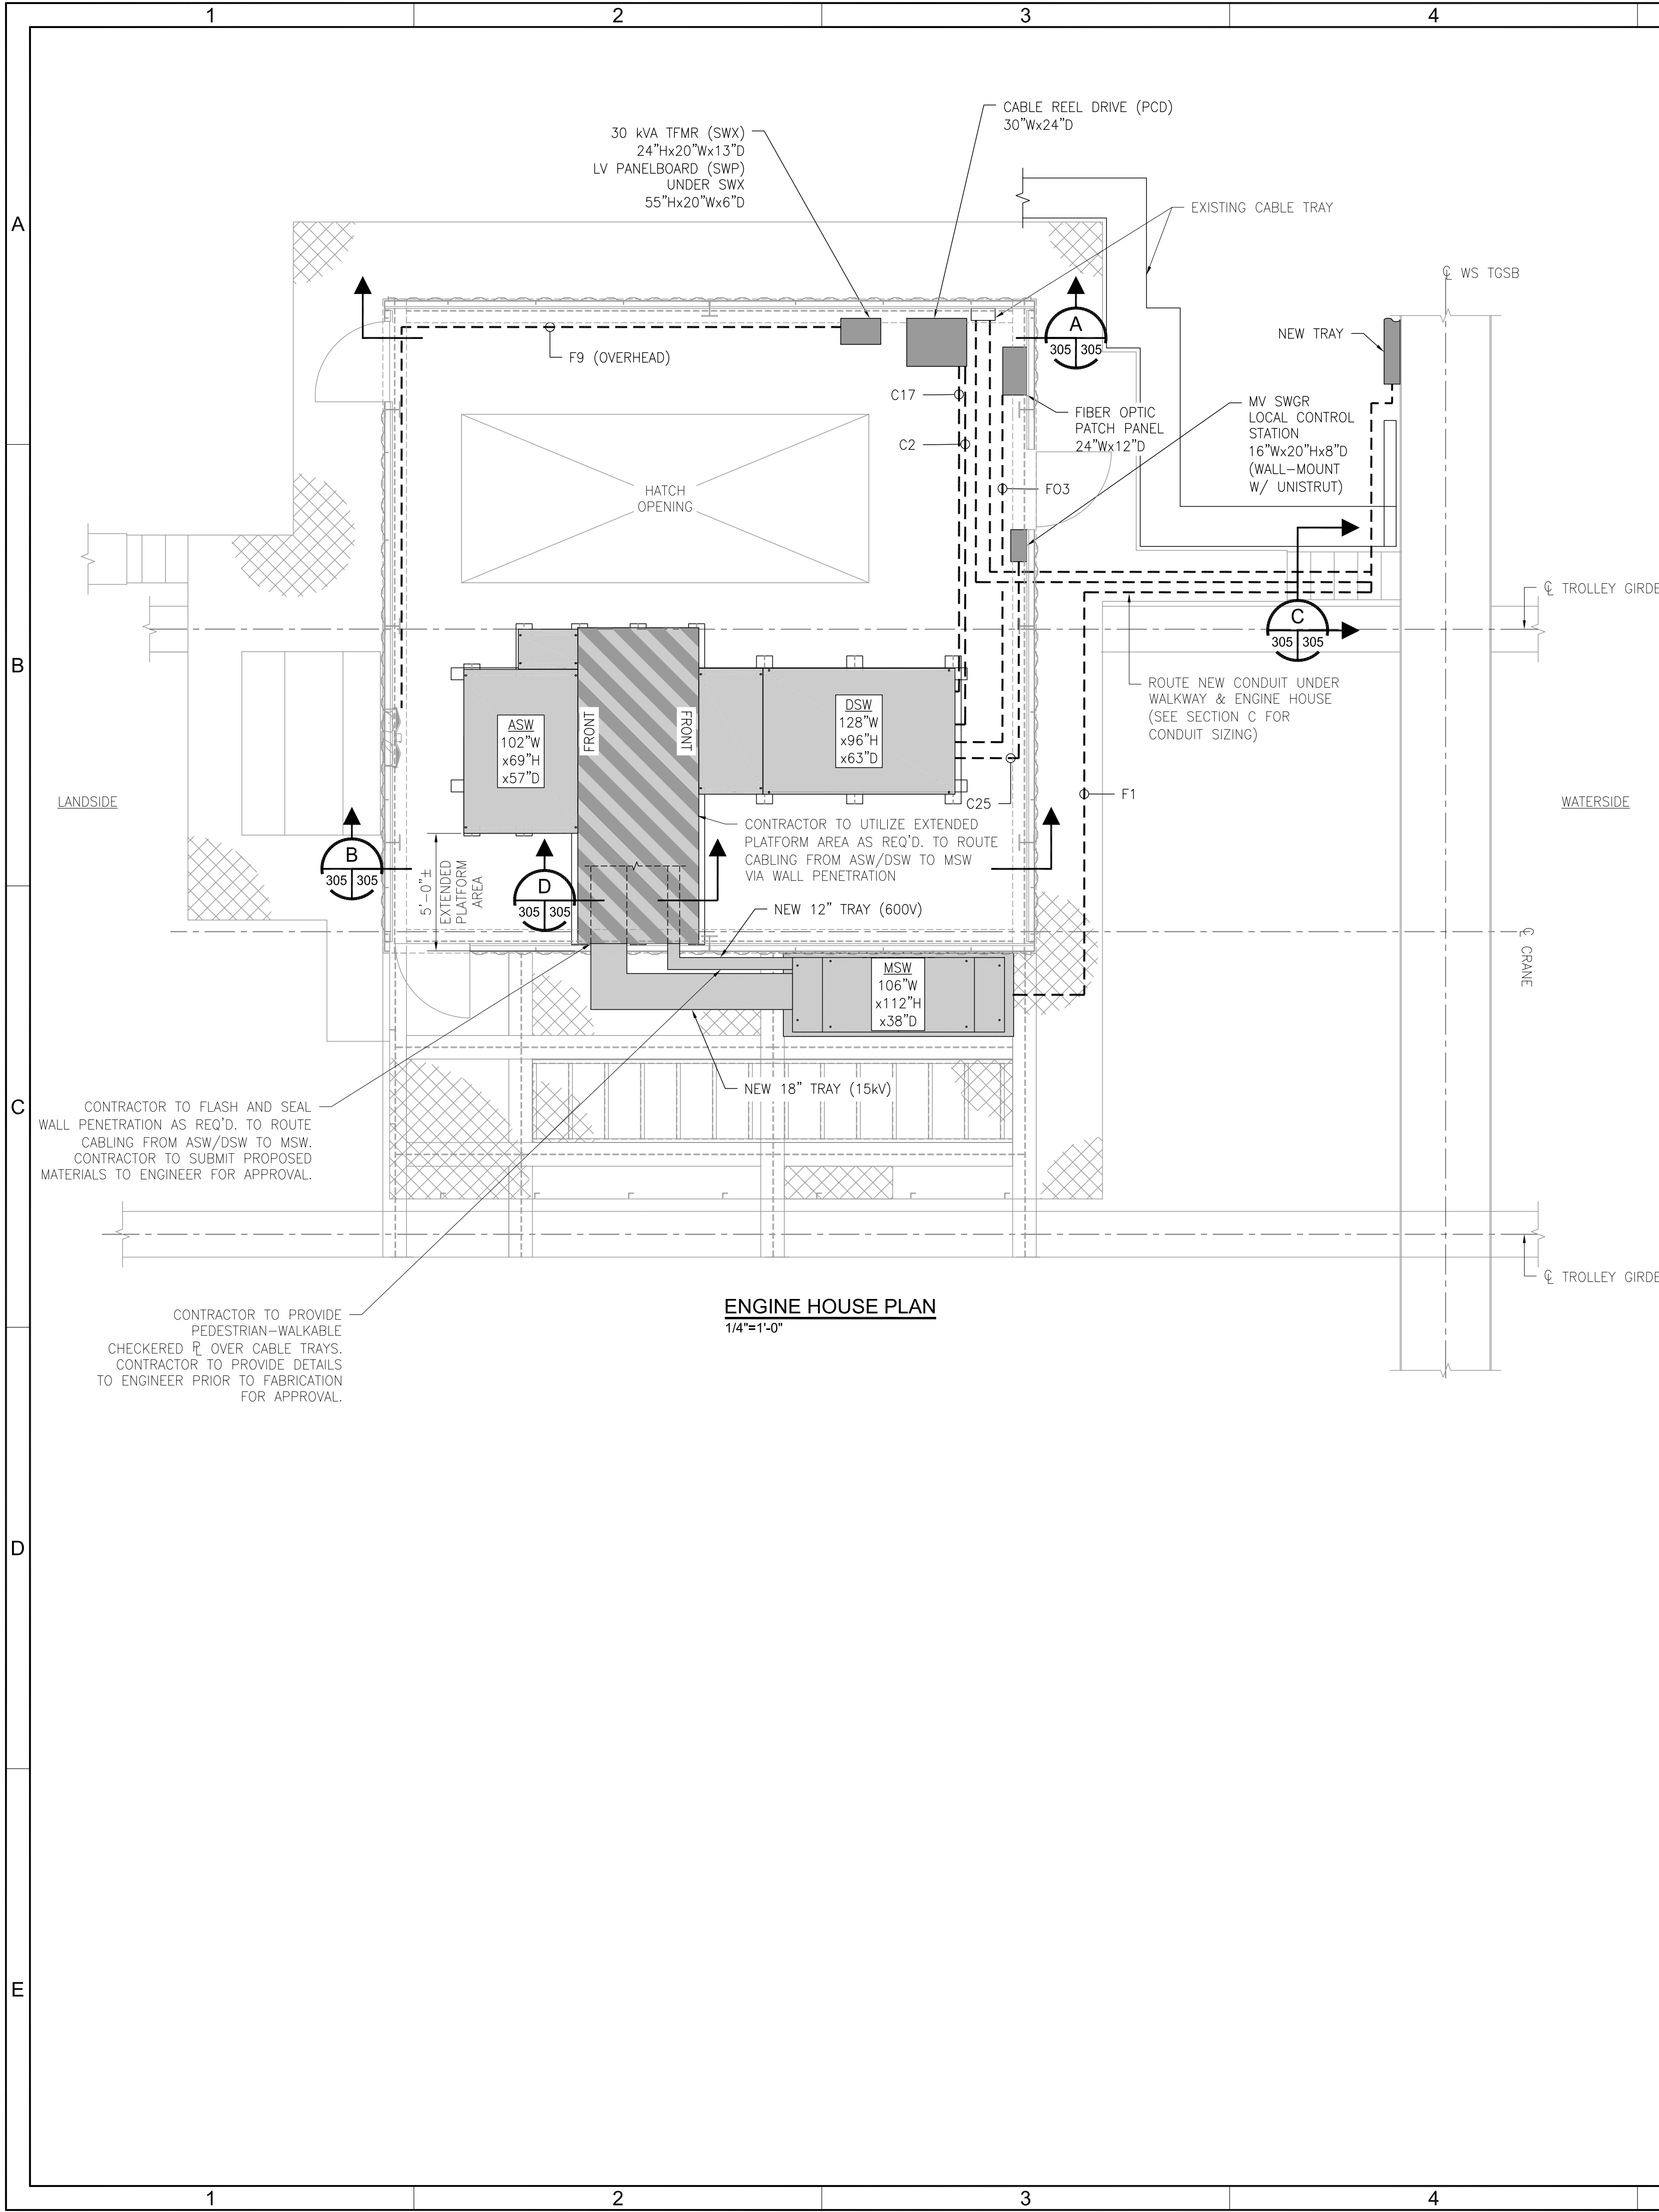 1
2
3
4
A
B
C
D
E
30 kVA TFMR (SWX)
24"Hx20"Wx13"D
LV PANELBOARD (SWP)
UNDER SWX
55"Hx20"Wx6"D
CABLE REEL DRIVE (PCD)
30"Wx24"D
EXISTING CABLE TRAY
℄ WS TGSB
A
305 305
NEW TRAY
F9 (OVERHEAD)
C17
FIBER OPTIC
PATCH PANEL
24"Wx12"D
MV SWGR
LOCAL CONTROL
STATION
16"Wx20"Hx8"D
(WALL-MOUNT
W/ UNISTRUT)
C2
HATCH
OPENING
FO3
℄ TROLLEY GIRDE
C
305 305
ROUTE NEW CONDUIT UNDER
WALKWAY & ENGINE HOUSE
(SEE SECTION C FOR
CONDUIT SIZING)
FRONT
FRONT
ASW
102"W
x69"H
x57"D
DSW
128"W
x96"H
x63"D
LANDSIDE
C25
F1
WATERSIDE
CONTRACTOR TO UTILIZE EXTENDED
PLATFORM AREA AS REQ'D. TO ROUTE
CABLING FROM ASW/DSW TO MSW
VIA WALL PENETRATION
B
305 305
5'-0"±
EXTENDED
PLATFORM
AREA
D
305 305
NEW 12" TRAY (600V)
℄ CRANE
MSW
106"W
x112"H
x38"D
NEW 18" TRAY (15kV)
CONTRACTOR TO FLASH AND SEAL
WALL PENETRATION AS REQ'D. TO ROUTE
CABLING FROM ASW/DSW TO MSW.
CONTRACTOR TO SUBMIT PROPOSED
MATERIALS TO ENGINEER FOR APPROVAL.
℄ TROLLEY GIRDE
CONTRACTOR TO PROVIDE
PEDESTRIAN-WALKABLE
CHECKERED ⅊ OVER CABLE TRAYS.
CONTRACTOR TO PROVIDE DETAILS
TO ENGINEER PRIOR TO FABRICATION
FOR APPROVAL.
ENGINE HOUSE PLAN
1/4"=1'-0"
1
2
3
4